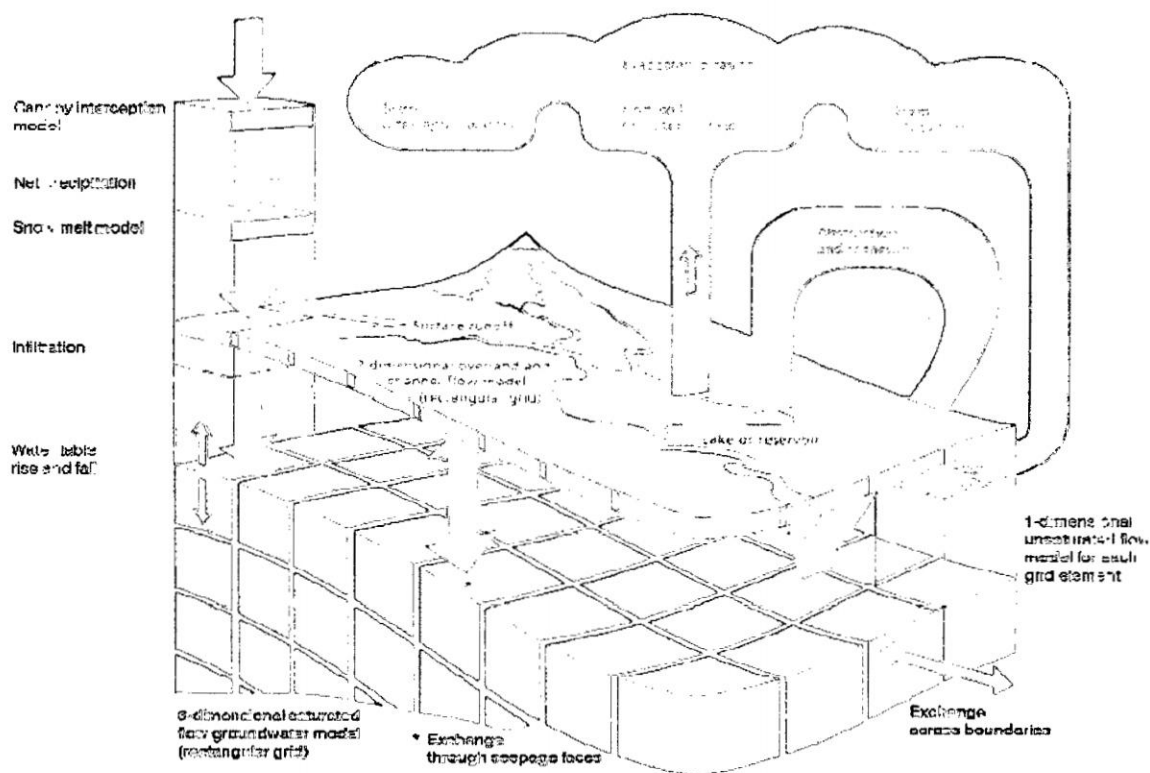 Evapotranspiration
Canopy interception
model
Net precipitation
Snow melt model
Abstraction
Infiltration
Surface runoff
2-dimensional overland and
channel flow model
(rectangular grid)
Lake or reservoir
Water table
rise and fall
1-dimensional
unsaturated flow
model for each
grid element
3-dimensional saturated
flow groundwater model
(rectangular grid)
* Exchange
through seepage faces
Exchange
across boundaries